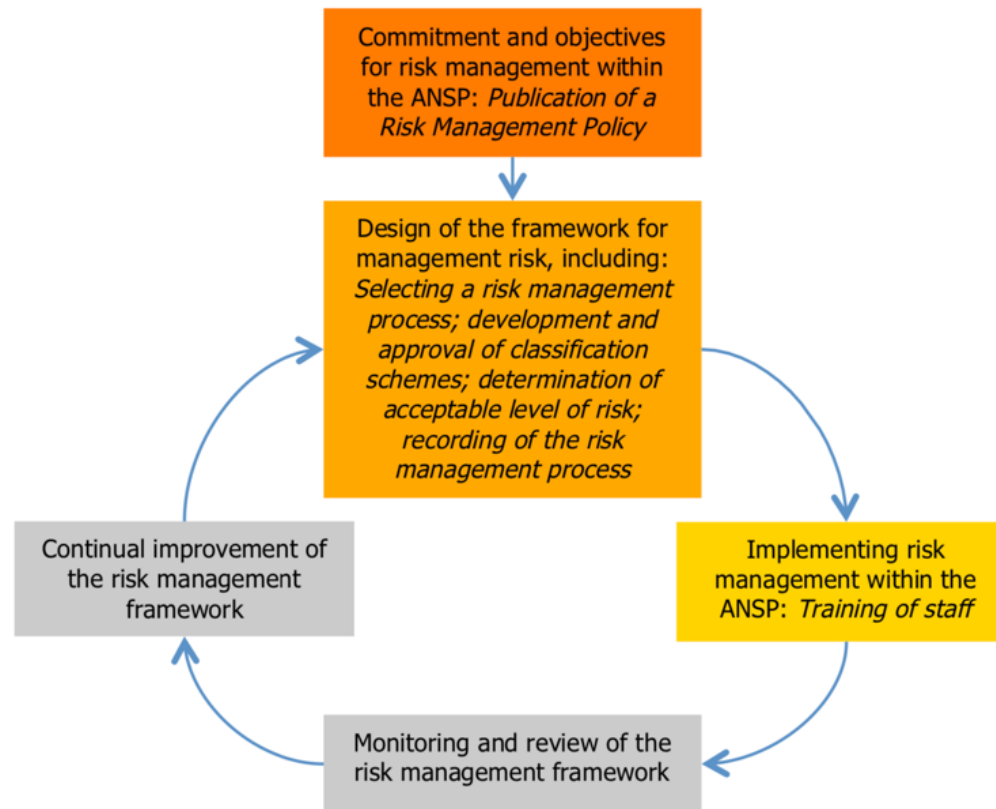 Commitment and objectives
for risk management within
the ANSP: Publication of a
Risk Management Policy
Design of the framework for
management risk, including:
Selecting a risk management
process; development and
approval of classification
schemes; determination of
acceptable level of risk;
recording of the risk
management process
Implementing risk
management within the
ANSP: Training of staff
Monitoring and review of the
risk management framework
Continual improvement of
the risk management
framework